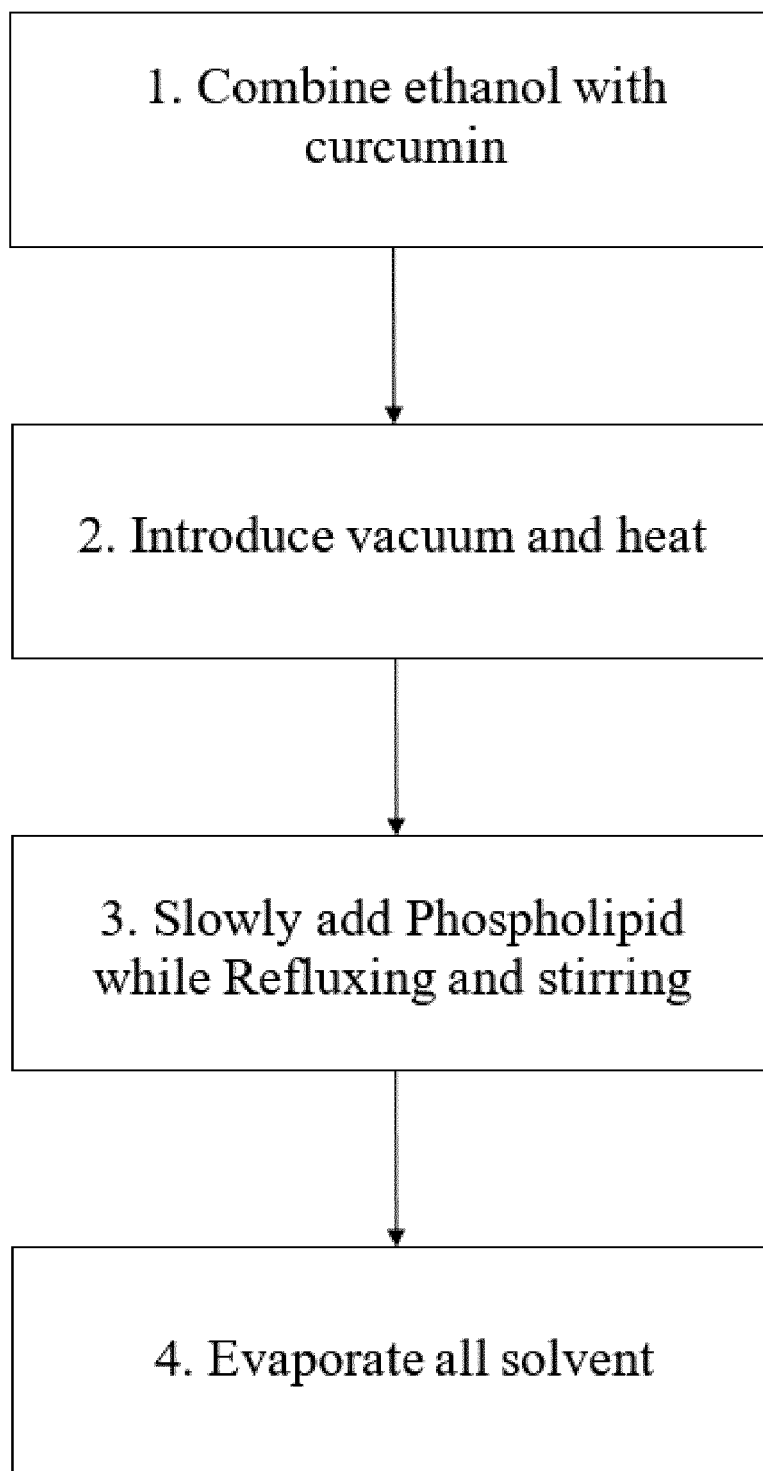 1. Combine ethanol with
curcumin
2. Introduce vacuum and heat
3. Slowly add Phospholipid
while Refluxing and stirring
4. Evaporate all solvent